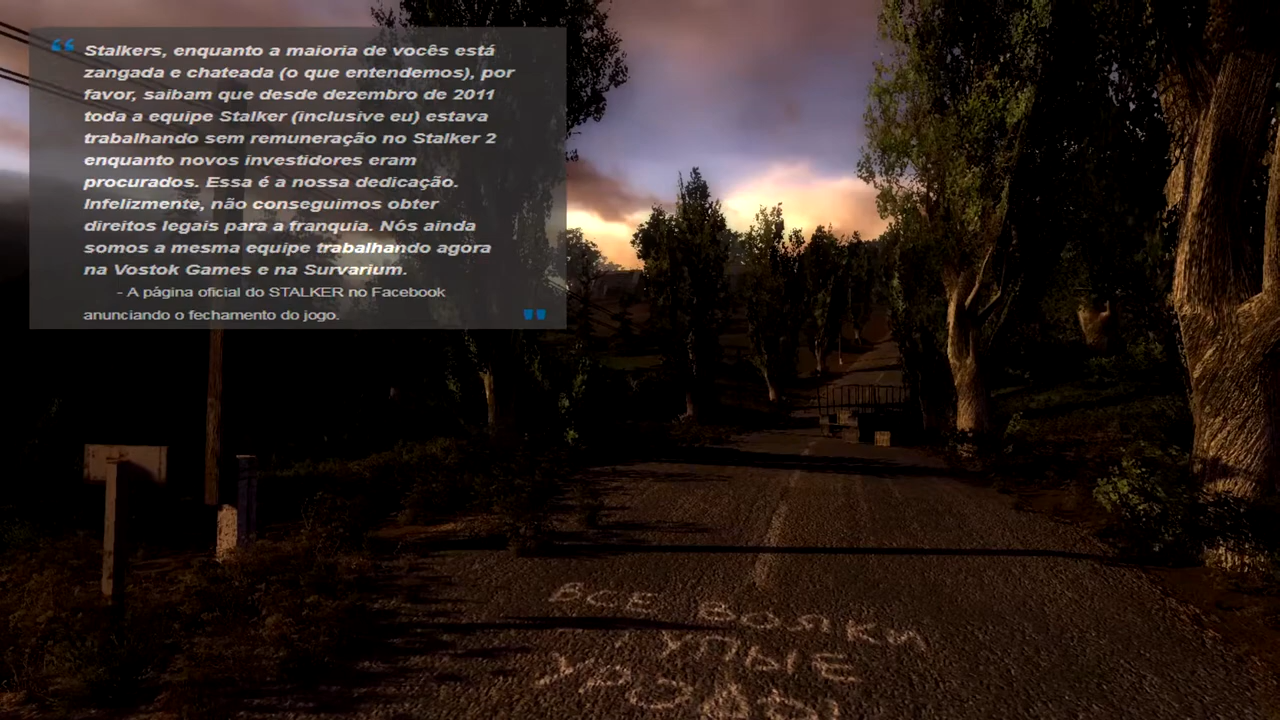 Stalkers, enquanto a maioria de vocês está
zangada e chateada (o que entendemos), por
favor, saibam que desde dezembro de 2011
toda a equipe Stalker (inclusive eu) estava
trabalhando sem remuneração no Stalker 2
enquanto novos investidores eram
procurados. Essa é a nossa dedicação.
Infelizmente, não conseguimos obter
direitos legais para a franquia. Nós ainda
somos a mesma equipe trabalhando agora
na Vostok Games e na Survarium.
- A página oficial do STALKER no Facebook
anunciando o fechamento do jogo.
ВСЕ ВОЯКИ